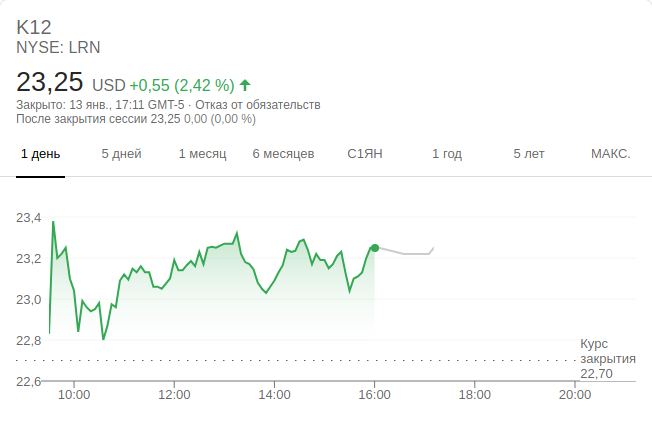 K12
NYSE: LRN
23,25 USD +0,55 (2,42 %)
Закрыто: 13 янв., 17:11 GMT-5 · Отказ от обязательств
После закрытия сессии 23,25 0,00 (0,00 %)
1 день 5 дней 1 месяц 6 месяцев С1ЯН 1 год 5 лет МАКС.
23,4
23,2
23,0
22,8
Курс
закрытия
22,70
22,6
10:00 12:00 14:00 16:00 18:00 20:00